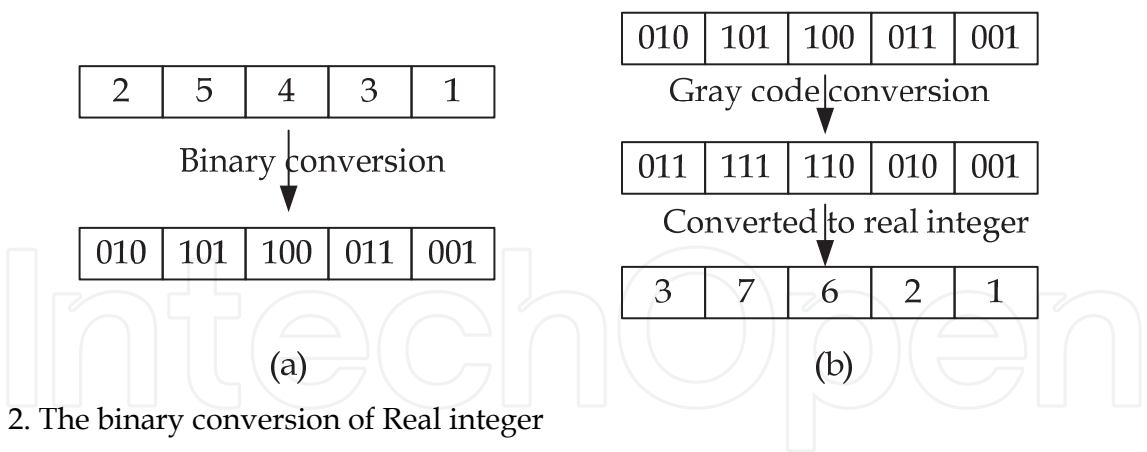 2 5 4 3 1
Binary conversion
010 101 100 011 001
(a)
010 101 100 011 001
Gray code conversion
011 111 110 010 001
Converted to real integer
3 7 6 2 1
(b)
IntechOpen
2. The binary conversion of Real integer